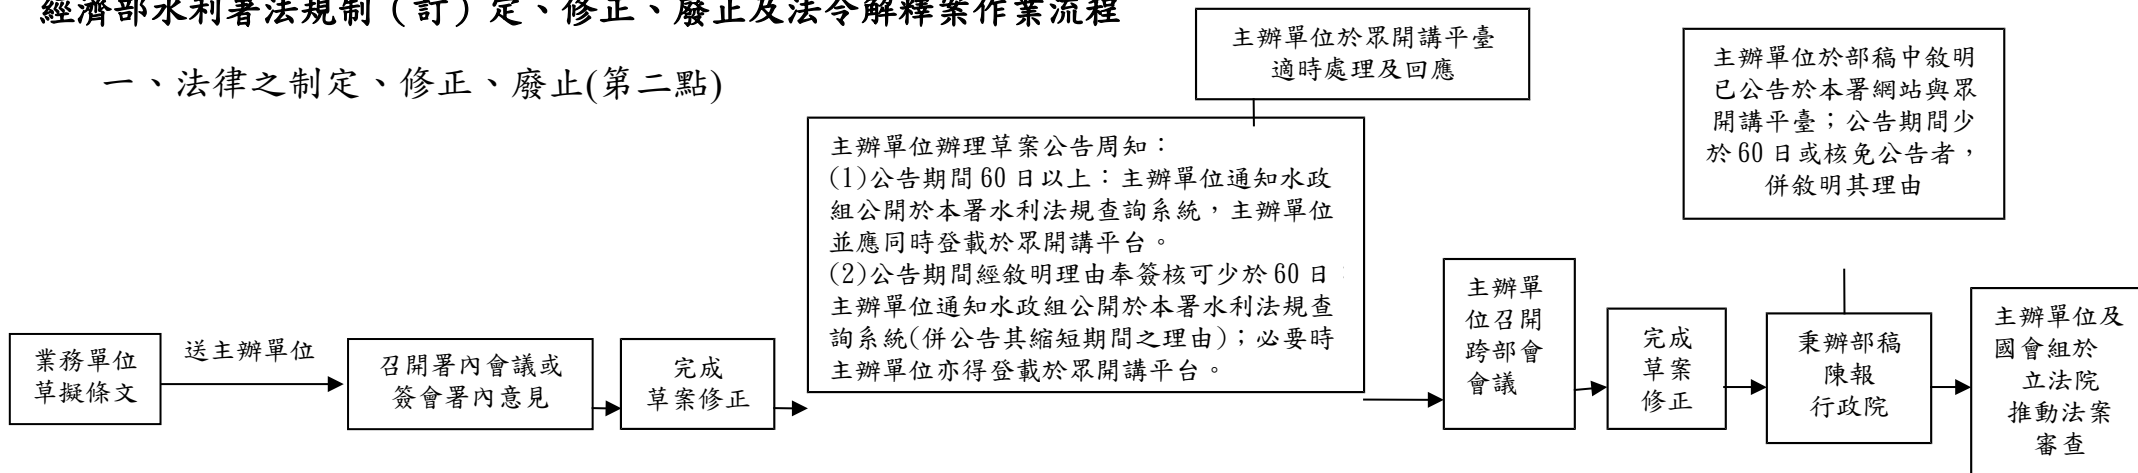 經濟部水利署法規制（訂）定、修正、廢止及法令解釋案作業流程
一、法律之制定、修正、廢止(第二點)
主辦單位於眾開講平臺
適時處理及回應
主辦單位於部稿中敘明
已公告於本署網站與眾
開講平臺；公告期間少
於60日或核免公告者，
併敘明其理由
主辦單位辦理草案公告周知：
(1)公告期間60日以上：主辦單位通知水政
組公開於本署水利法規查詢系統，主辦單位
並應同時登載於眾開講平台。
(2)公告期間經敘明理由奉簽核可少於60日：
主辦單位通知水政組公開於本署水利法規查
詢系統(併公告其縮短期間之理由)；必要時
主辦單位亦得登載於眾開講平台。
業務單位
草擬條文
送主辦單位
召開署內會議或
簽會署內意見
完成
草案修正
主辦單
位召開
跨部會
會議
完成
草案
修正
秉辦部稿
陳報
行政院
主辦單位及
國會組於
立法院
推動法案
審查